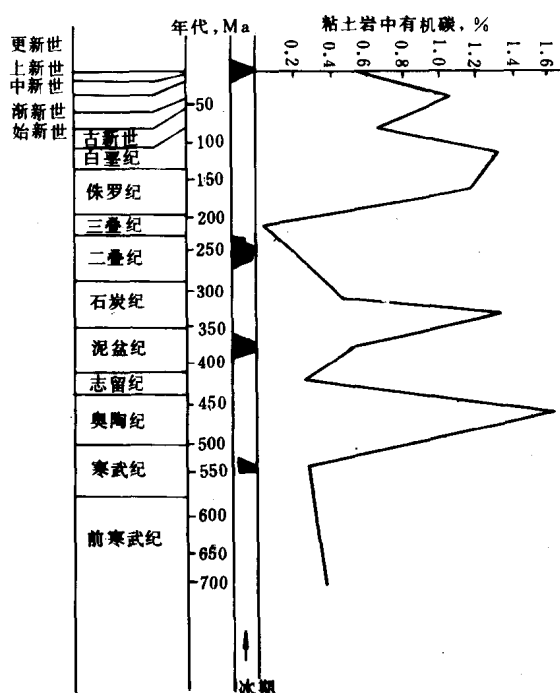 年代,Ma
粘土岩中有机碳,%
0.2 0.4 0.6 0.8 1.0 1.2 1.4 1.6
更新世
上新世
中新世
渐新世
始新世
古新世
白垩纪
侏罗纪
三叠纪
二叠纪
石炭纪
泥盆纪
志留纪
奥陶纪
寒武纪
前寒武纪
50
100
150
200
250
300
350
400
450
500
550
600
650
700
冰期